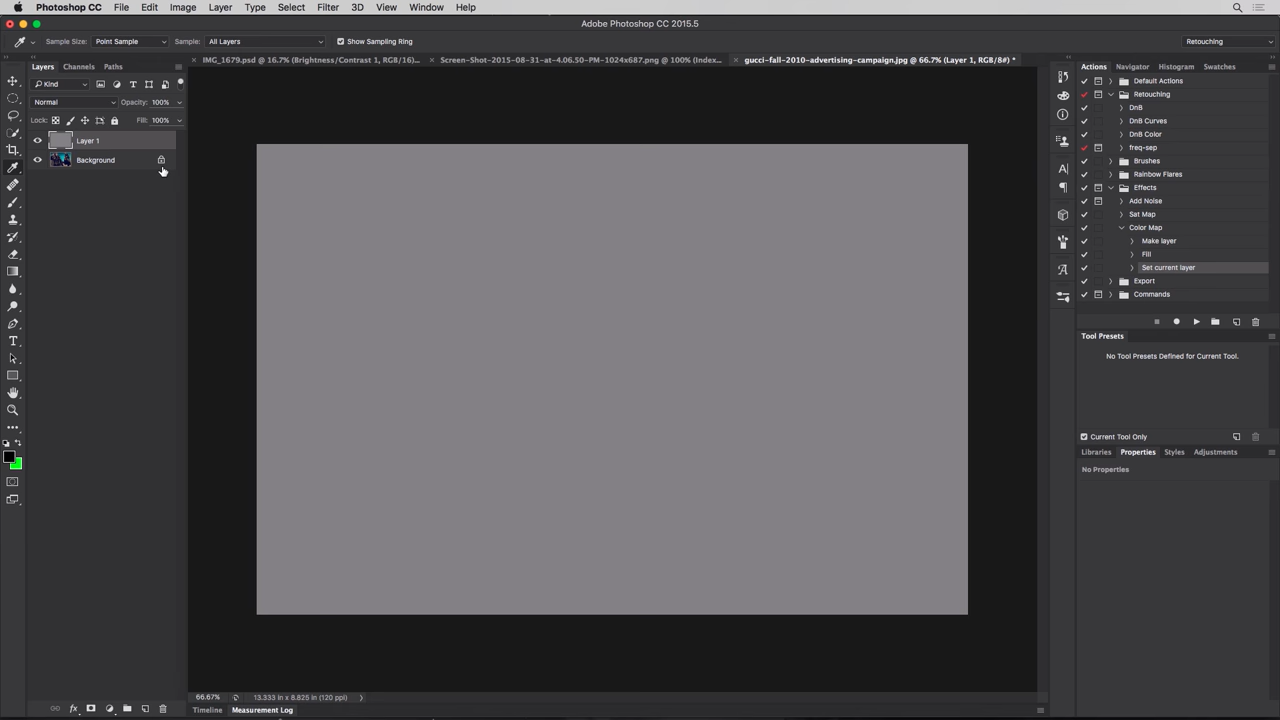 Photoshop CC File Edit Image Layer Type Select Filter 3D View Window Help
Adobe Photoshop CC 2015.5
Sample Size: Point Sample Sample: All Layers Show Sampling Ring Retouching
Layers Channels Paths
× IMG_1679.psd @ 16.7% (Brightness/Contrast 1, RGB/16)... × Screen-Shot-2015-08-31-at-4.06.50-PM-1024x687.png @ 100% (Index... × gucci-fall-2010-advertising-campaign.jpg @ 66.7% (Layer 1, RGB/8#) *
Actions Navigator Histogram Swatches
Kind
Normal Opacity: 100%
Lock: Fill: 100%
Layer 1
Background
Default Actions
Retouching
DnB
DnB Curves
DnB Color
freq-sep
Brushes
Rainbow Flares
Effects
Add Noise
Sat Map
Color Map
Make layer
Fill
Set current layer
Export
Commands
Tool Presets
No Tool Presets Defined for Current Tool.
Current Tool Only
Libraries Properties Styles Adjustments
No Properties
66.67% 13.333 in x 8.825 in (120 ppi)
Timeline Measurement Log